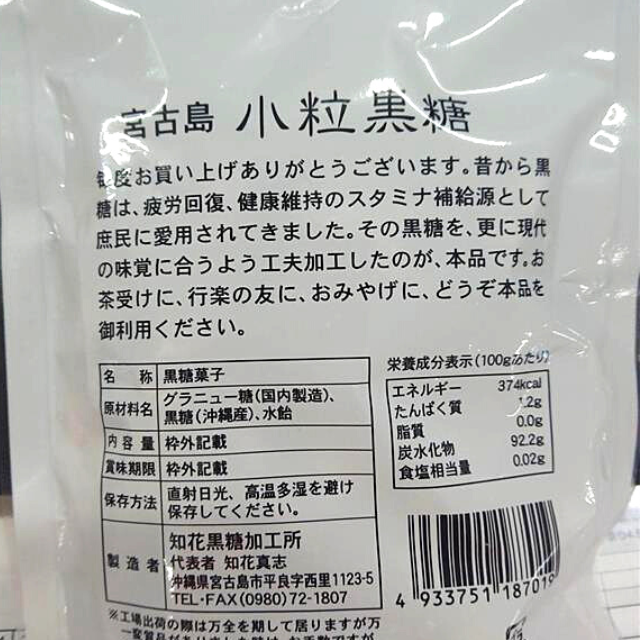 宮古島 小粒黒糖
毎度お買い上げありがとうございます。昔から黒
糖は、疲労回復、健康維持のスタミナ補給源として
庶民に愛用されてきました。その黒糖を、更に現代
の味覚に合うよう工夫加工したのが、本品です。お
茶受けに、行楽の友に、おみやげに、どうぞ本品を
御利用ください。
名 称 黒糖菓子
原材料名 グラニュー糖(国内製造)、
黒糖(沖縄産)、水飴
内容量 枠外記載
賞味期限 枠外記載
保存方法 直射日光、高温多湿を避け
保存してください。
製造者 知花黒糖加工所
代表者 知花真志
沖縄県宮古島市平良字西里1123-5
TEL・FAX(0980)72-1807
栄養成分表示(100gあたり)
エネルギー 374kcal
たんぱく質 1.2g
脂質 0.0g
炭水化物 92.2g
食塩相当量 0.02g
4 933751 187019
※工場出荷の際は万全を期して居りますが万